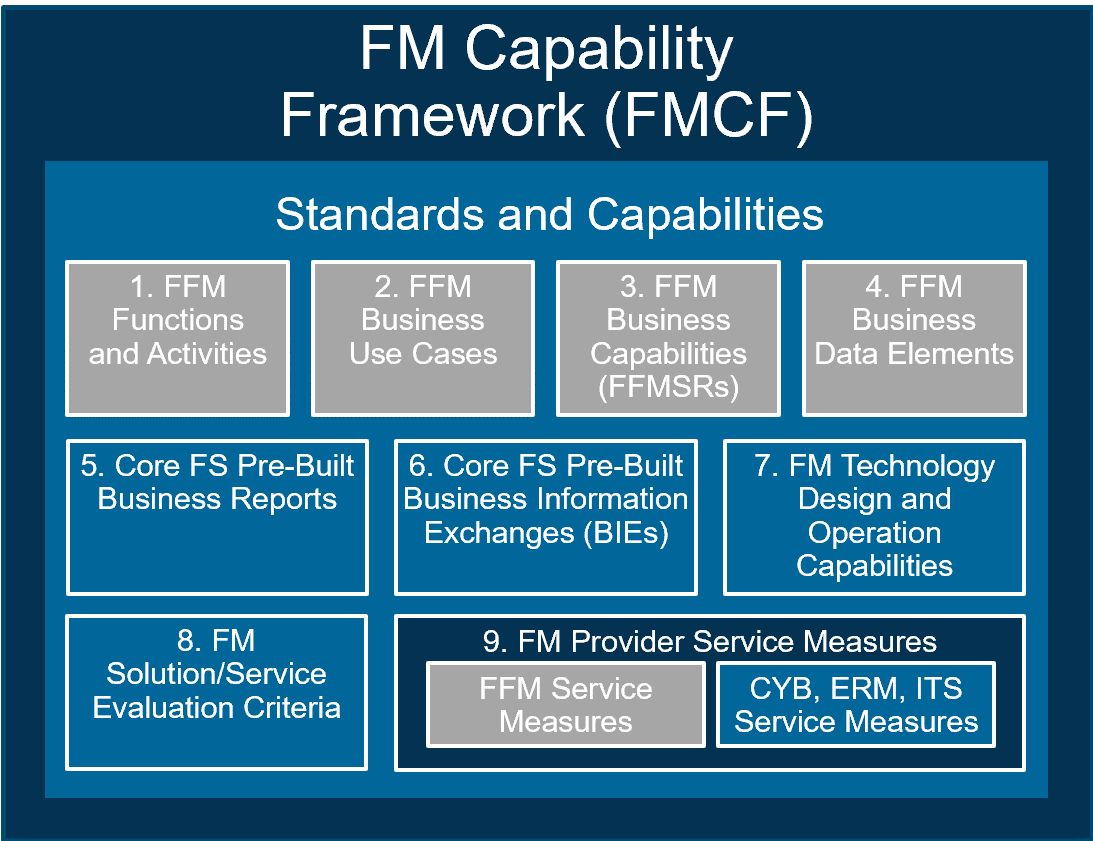 FM Capability
Framework (FMCF)
Standards and Capabilities
1. FFM
Functions
and Activities
2. FFM
Business
Use Cases
3. FFM
Business
Capabilities
(FFMSRs)
4. FFM
Business
Data Elements
5. Core FS Pre-Built
Business Reports
6. Core FS Pre-Built
Business Information
Exchanges (BIEs)
7. FM Technology
Design and
Operation
Capabilities
8. FM
Solution/Service
Evaluation Criteria
9. FM Provider Service Measures
FFM Service
Measures
CYB, ERM, ITS
Service Measures